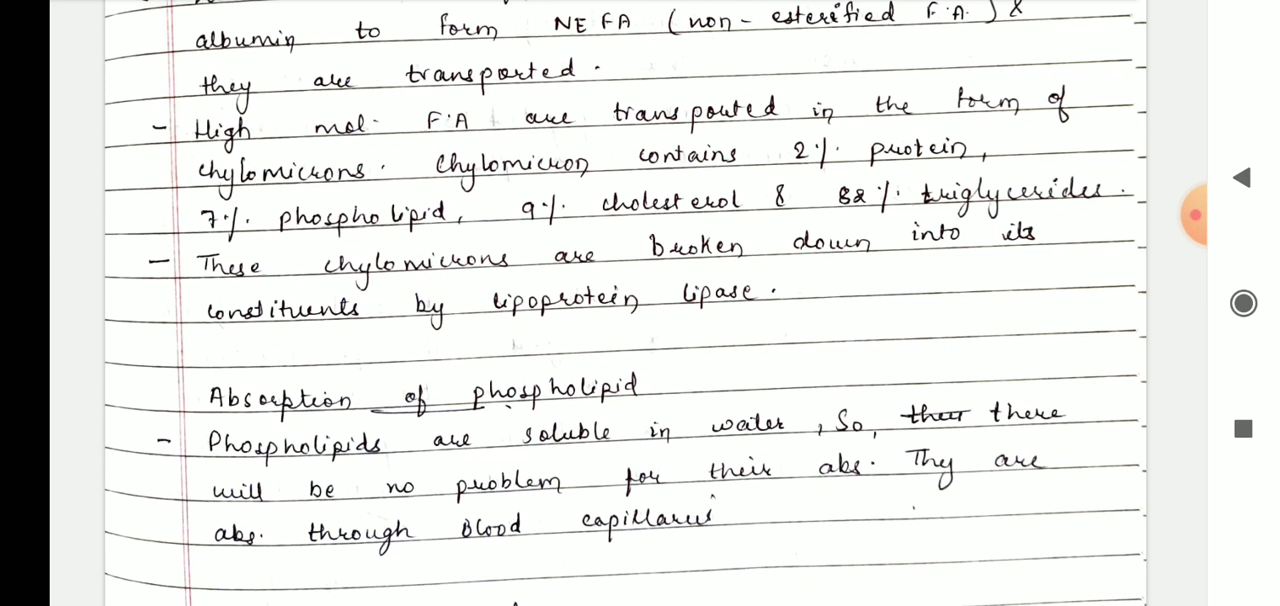 albumin to form NEFA (non-esterified F.A.) &
they are transported.
- High mol. F.A are transported in the form of
chylomicrons. Chylomicron contains 2% protein,
7% phospholipid, 9% cholesterol & 82% triglycerides.
- These chylomicrons are broken down into its
constituents by lipoprotein lipase.
Absorption of phospholipid
- Phospholipids are soluble in water, So, their there
will be no problem for their abs. Thy are
abs. through blood capillaries